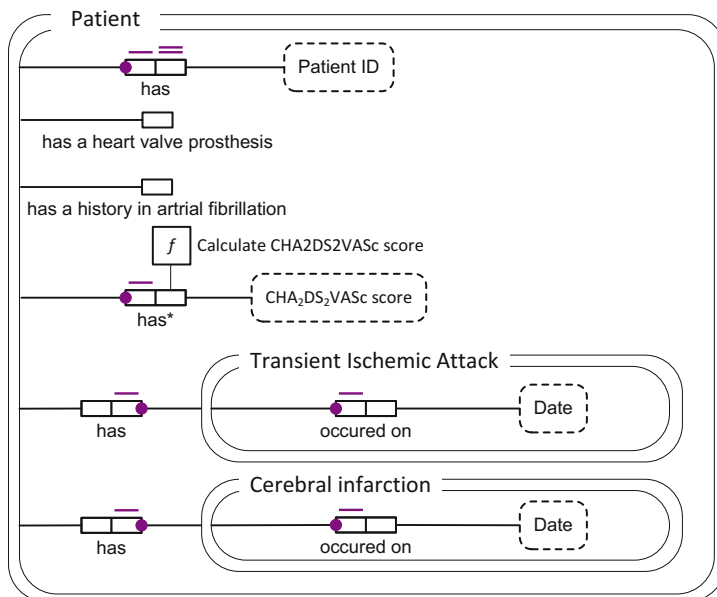 Patient
Patient ID
has
has a heart valve prosthesis
has a history in artrial fibrillation
f Calculate CHA2DS2VASc score
CHA₂DS₂VASc score
has*
Transient Ischemic Attack
Date
has occured on
Cerebral infarction
Date
has occured on